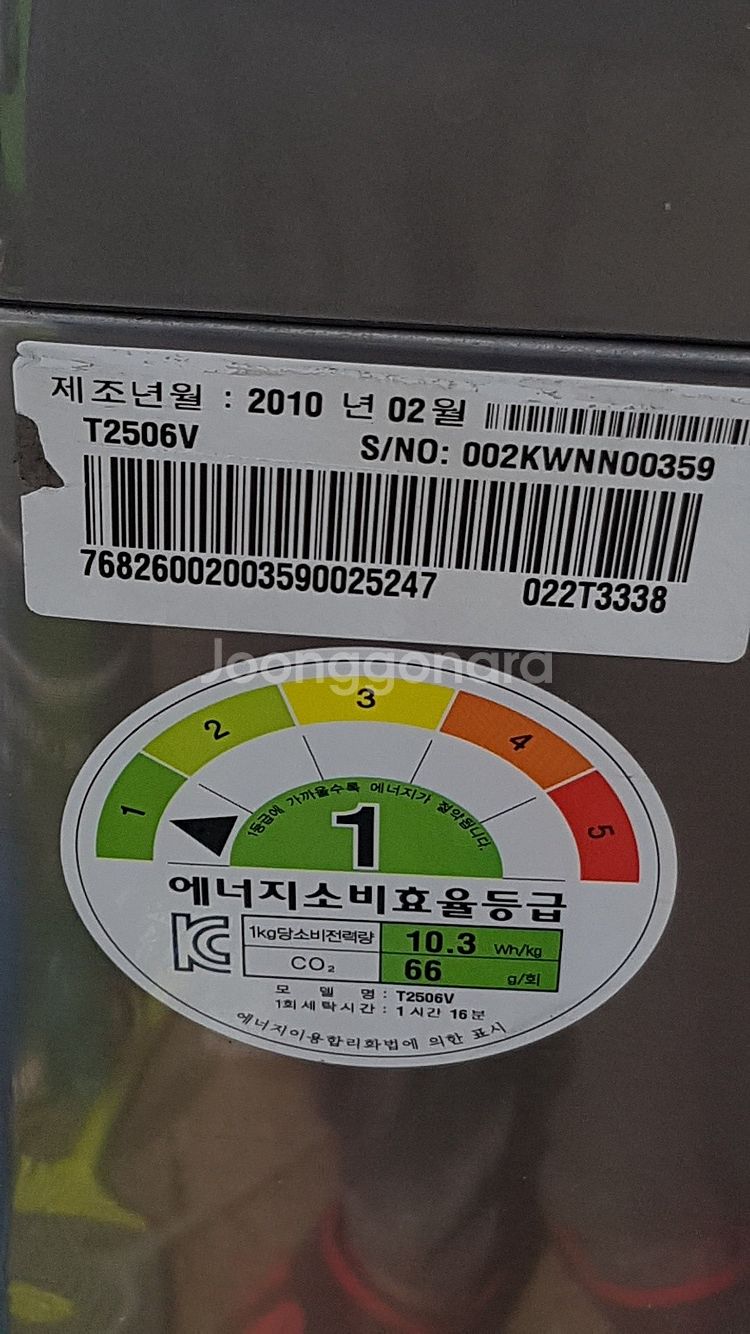 제조년월 : 2010 년 02월
T2506V S/NO: 002KWNN00359
76826002003590025247 022T3338
Joonggonara
1 2 3 4 5
1등급에 가까울수록 에너지가 절약됩니다.
1
에너지소비효율등급
1kg당소비전력량 10.3 Wh/kg
CO₂ 66 g/회
모 델 명 : T2506V
1회세탁시간 : 1시간 16분
에너지이용합리화법에 의한 표시